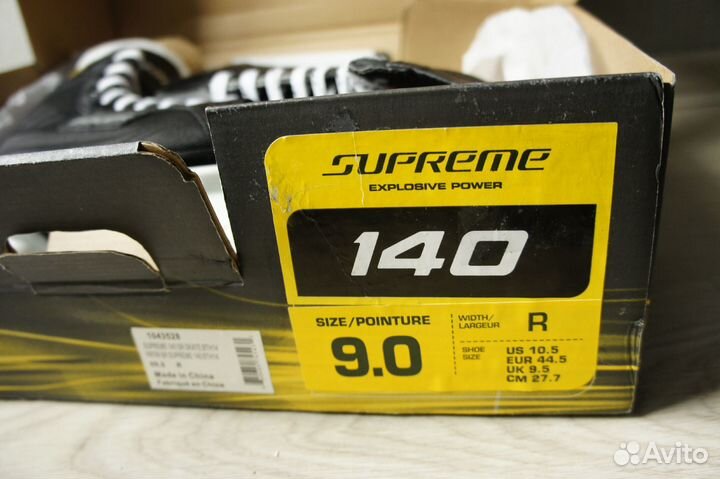 SUPREME
EXPLOSIVE POWER
140
SIZE/POINTURE
9.0
WIDTH/
LARGEUR
R
SHOE
SIZE
US 10.5
EUR 44.5
UK 9.5
CM 27.7
1043528
R
Made in China
Fabriqué en Chine
Avito